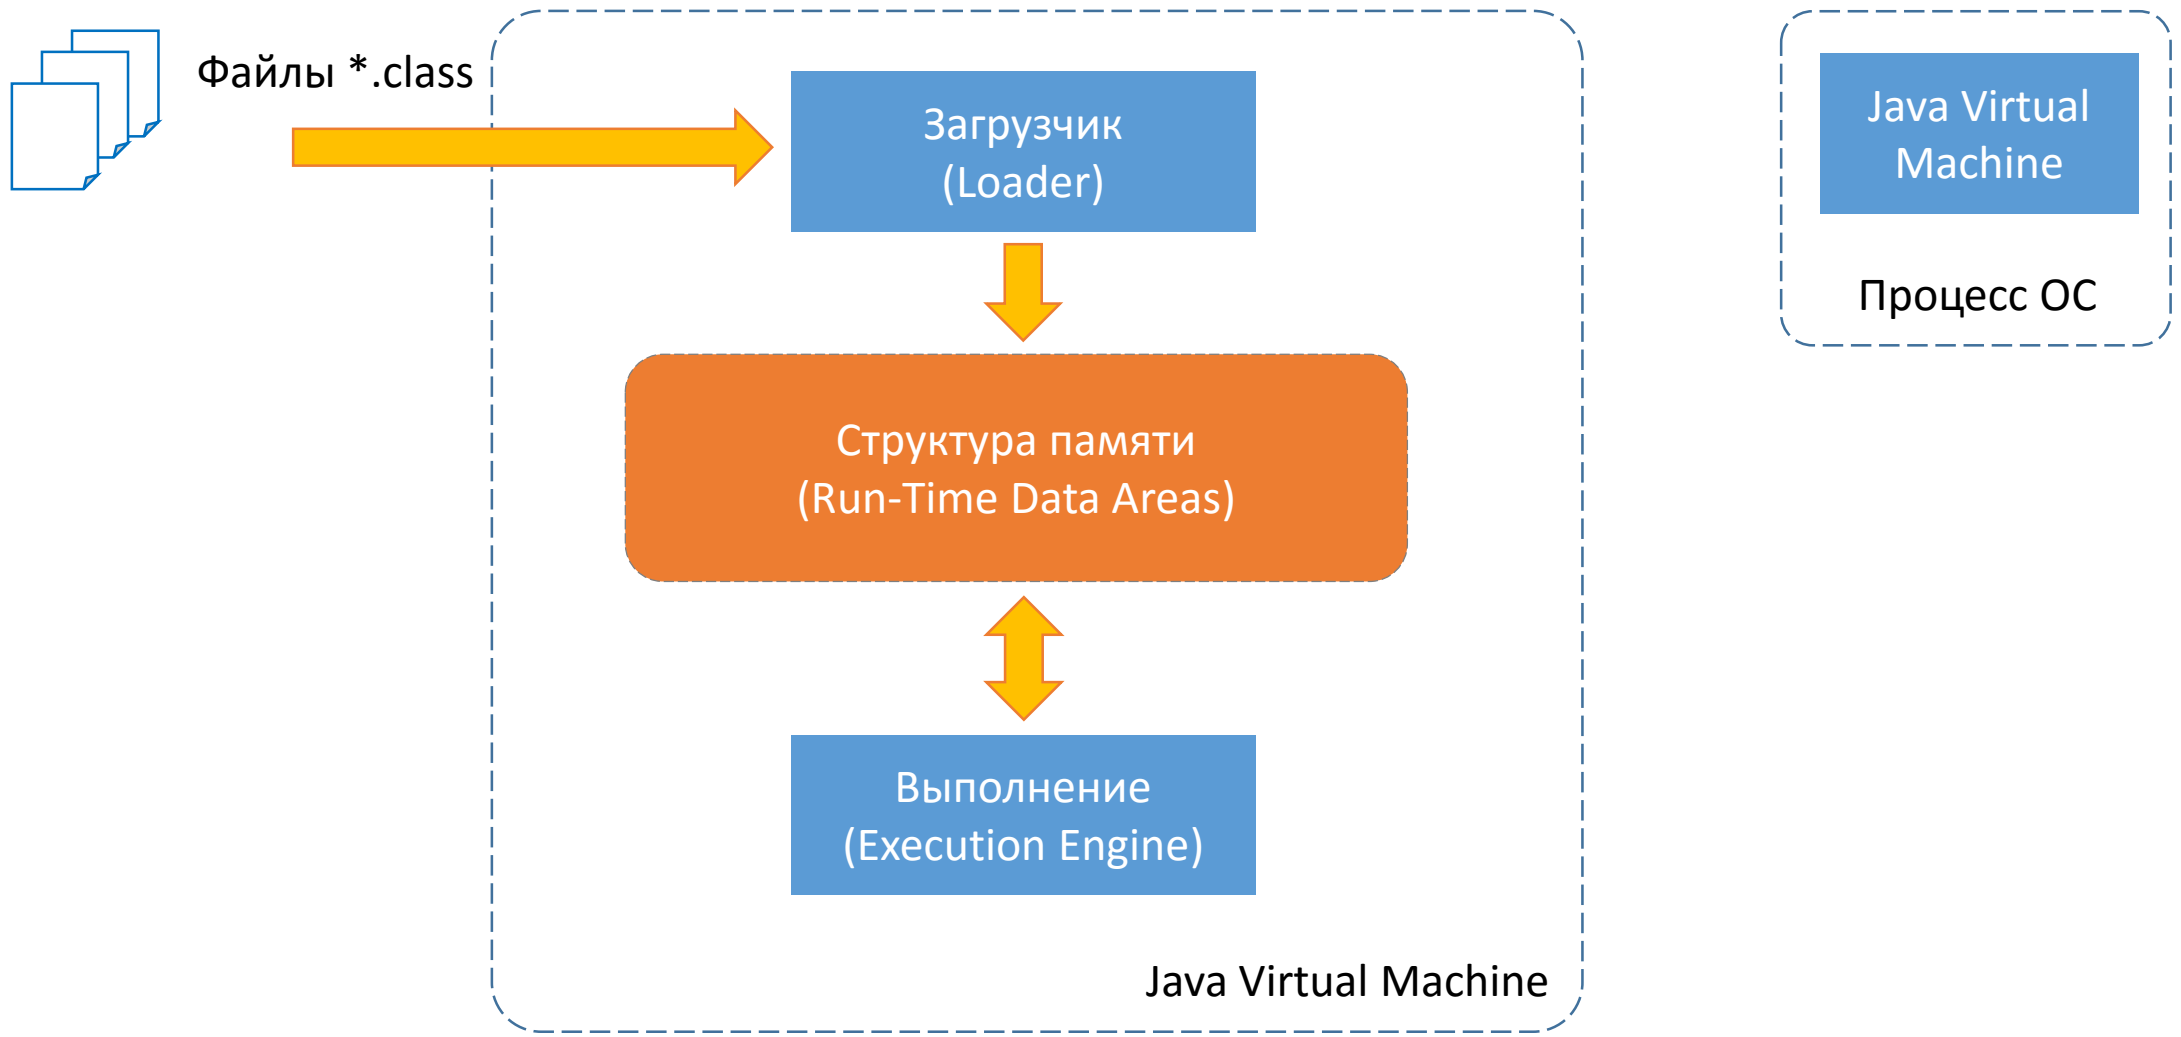 Файлы *.class
Загрузчик
(Loader)
Структура памяти
(Run-Time Data Areas)
Выполнение
(Execution Engine)
Java Virtual Machine
Java Virtual
Machine
Процесс ОС